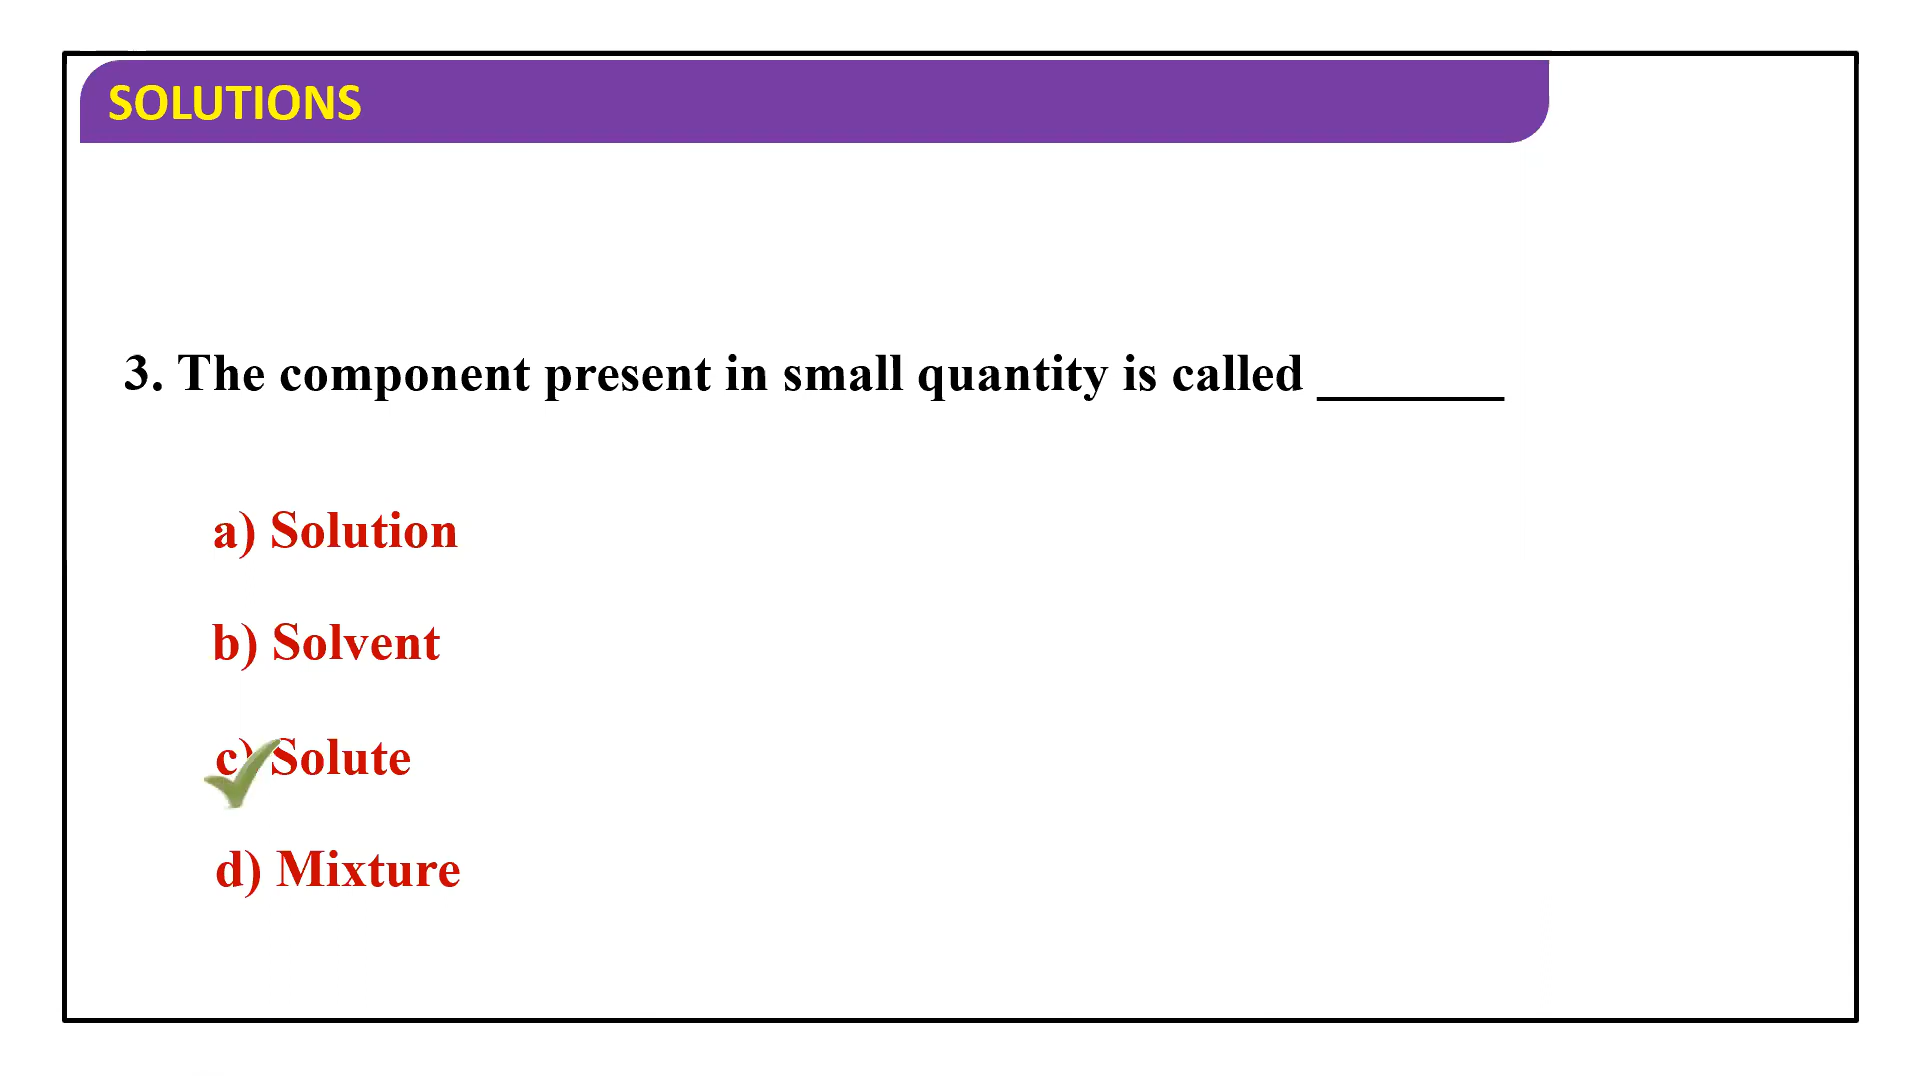 SOLUTIONS
3. The component present in small quantity is called _______
a) Solution
b) Solvent
c) Solute
d) Mixture